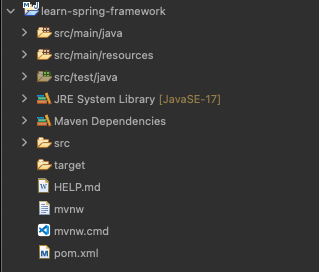 learn-spring-framework
src/main/java
src/main/resources
src/test/java
JRE System Library [JavaSE-17]
Maven Dependencies
src
target
HELP.md
mvnw
mvnw.cmd
pom.xml